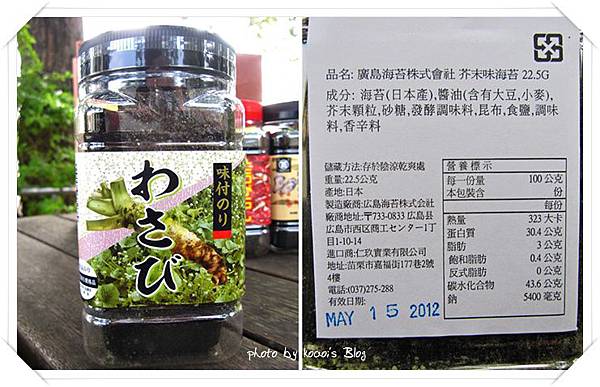 味付のり
わさび
品名: 廣島海苔株式會社 芥末味海苔 22.5G
成分: 海苔(日本產),醬油(含有大豆,小麥),
芥末顆粒,砂糖,發酵調味料,昆布,食鹽,調味
料,香辛料
儲藏方法:存於陰涼乾爽處
重量:22.5公克
產地:日本
製造廠商:広島海苔株式会社
廠商地址:〒733-0833 広島県
広島市西区商工センター1丁
目1-10-14
進口商:仁玖實業有限公司
地址:苗栗市嘉福街177巷2號
4樓
電話:(037)275-288
有效日期:
MAY 15 2012
營養標示
每一份量 100 公克
本包裝含 份
每份
熱量 323 大卡
蛋白質 30.4 公克
脂肪 3 公克
飽和脂肪 0.4 公克
反式脂肪 0 公克
碳水化合物 43.6 公克
鈉 5400 毫克
photo by koaois Blog